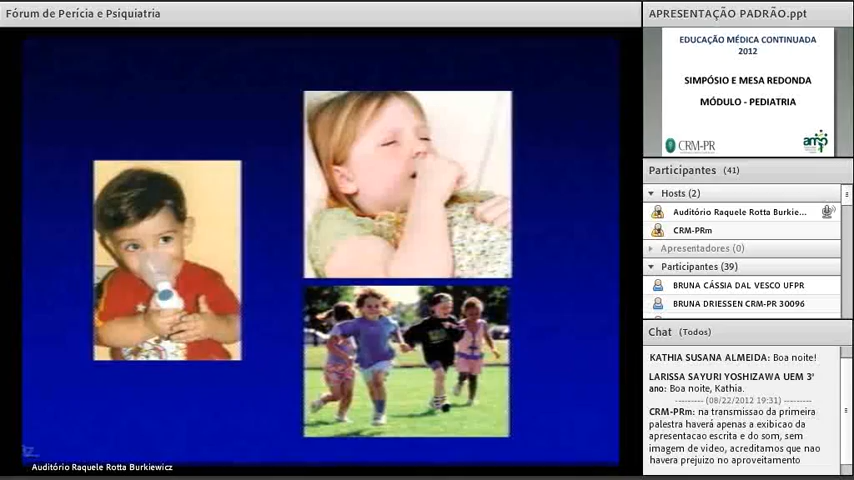 Fórum de Perícia e Psiquiatria
Auditório Raquele Rotta Burkiewicz
APRESENTAÇÃO PADRÃO.ppt
EDUCAÇÃO MÉDICA CONTINUADA
2012
SIMPÓSIO E MESA REDONDA
MÓDULO - PEDIATRIA
CRM-PR
amp
Participantes (41)
Hosts (2)
Auditório Raquele Rotta Burkie...
CRM-PRm
Apresentadores (0)
Participantes (39)
BRUNA CÁSSIA DAL VESCO UFPR
BRUNA DRIESSEN CRM-PR 30096
Chat (Todos)
KATHIA SUSANA ALMEIDA: Boa noite!
LARISSA SAYURI YOSHIZAWA UEM 3°
ano: Boa noite, Kathia.
--------- (08/22/2012 19:31) ---------
CRM-PRm: na transmissao da primeira
palestra haverá apenas a exibicao da
apresentacao escrita e do som, sem
imagem de video, acreditamos que nao
havera prejuizo no aproveitamento